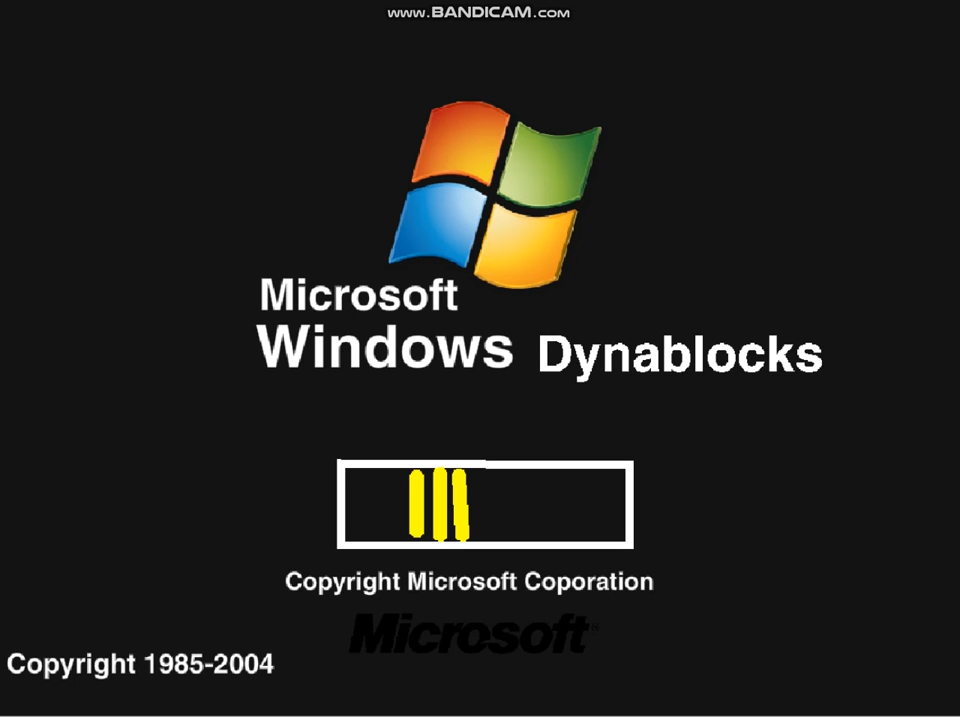 www.BANDICAM.com
Microsoft
Windows Dynablocks
Copyright Microsoft Coporation
Microsoft®
Copyright 1985-2004